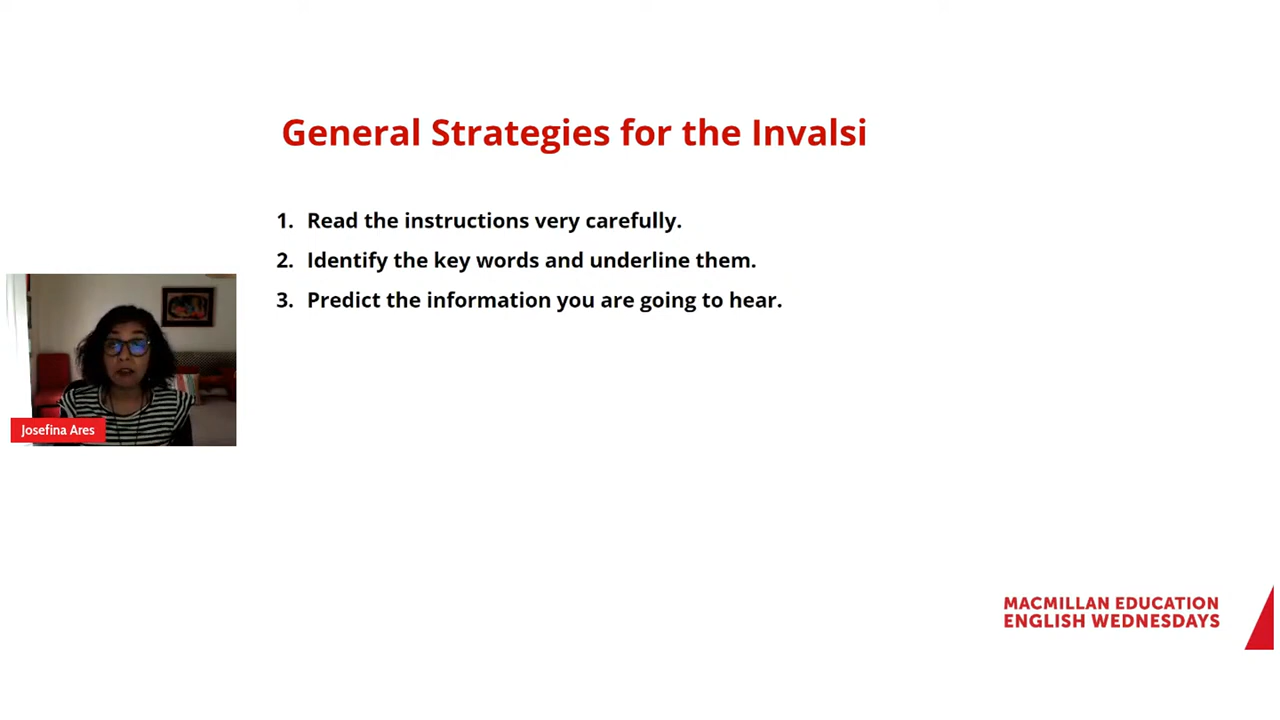 General Strategies for the Invalsi
1. Read the instructions very carefully.
2. Identify the key words and underline them.
3. Predict the information you are going to hear.
Josefina Ares
MACMILLAN EDUCATION
ENGLISH WEDNESDAYS